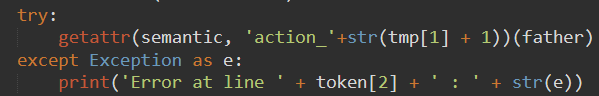 try:
    getattr(semantic, 'action_'+str(tmp[1] + 1))(father)
except Exception as e:
    print('Error at line ' + token[2] + ' : ' + str(e))